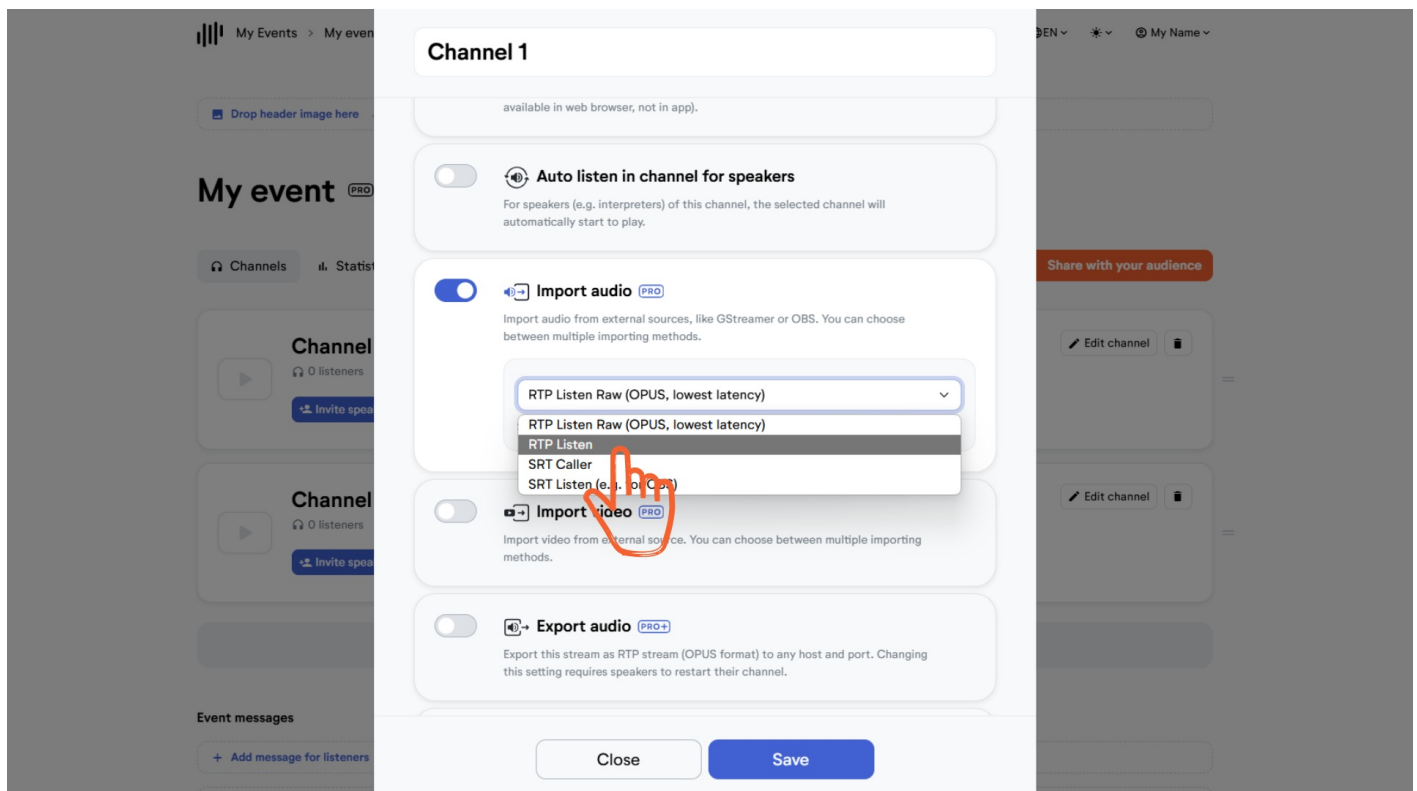 My Events > My even
EN
My Name
Channel 1
Drop header image here
available in web browser, not in app).
My event PRO
Auto listen in channel for speakers
For speakers (e.g. interpreters) of this channel, the selected channel will
automatically start to play.
Channels
Statist
Share with your audience
Import audio PRO
Import audio from external sources, like GStreamer or OBS. You can choose
between multiple importing methods.
Channel
0 listeners
Invite spea
Edit channel
RTP Listen Raw (OPUS, lowest latency)
RTP Listen Raw (OPUS, lowest latency)
RTP Listen
SRT Caller
SRT Listen (e.g. for OBS)
Channel
0 listeners
Invite spea
Edit channel
Import video PRO
Import video from external source. You can choose between multiple importing
methods.
Export audio PRO+
Export this stream as RTP stream (OPUS format) to any host and port. Changing
this setting requires speakers to restart their channel.
Event messages
+ Add message for listeners
Close
Save